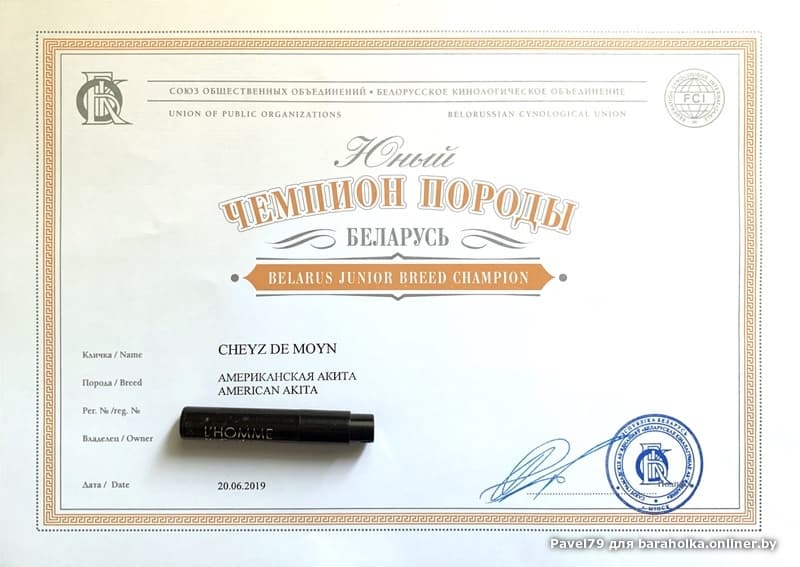 СОЮЗ ОБЩЕСТВЕННЫХ ОБЪЕДИНЕНИЙ • БЕЛОРУССКОЕ КИНОЛОГИЧЕСКОЕ ОБЪЕДИНЕНИЕ
UNION OF PUBLIC ORGANIZATIONS BELORUSSIAN CYNOLOGICAL UNION
FCI
Юный
ЧЕМПИОН ПОРОДЫ
БЕЛАРУСЬ
BELARUS JUNIOR BREED CHAMPION
Кличка / Name CHEYZ DE MOYN
Порода / Breed АМЕРИКАНСКАЯ АКИТА
AMERICAN AKITA
Рег. № /reg. №
L'HOMME
Владелец / Owner
Дата / Date 20.06.2019
Pavel79 для baraholka.onliner.by